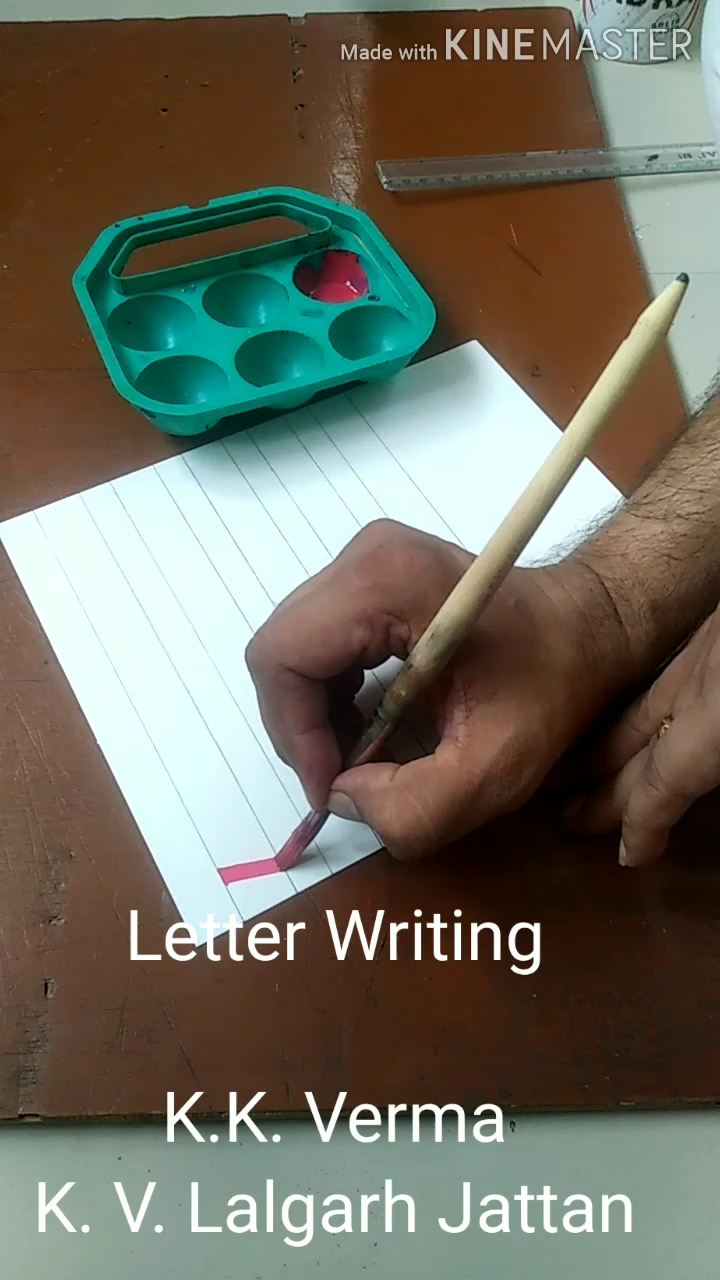 Made with KINEMASTER
Letter Writing
K.K. Verma
K. V. Lalgarh Jattan